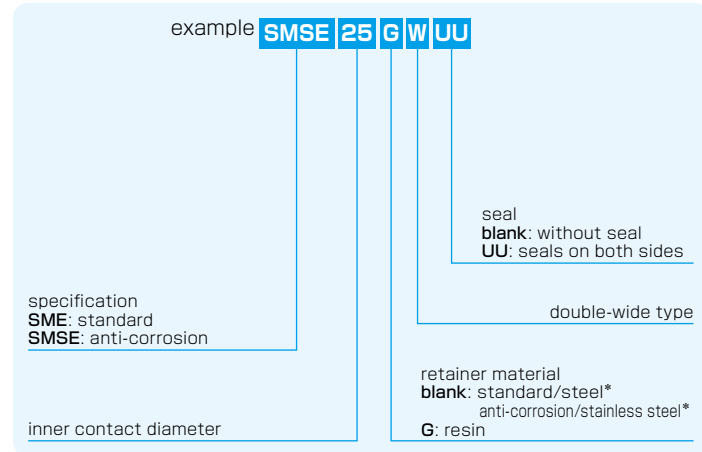 example SMSE 25 G W UU
seal
blank: without seal
UU: seals on both sides
specification
SME: standard
SMSE: anti-corrosion
double-wide type
retainer material
blank: standard/steel*
anti-corrosion/stainless steel*
G: resin
inner contact diameter